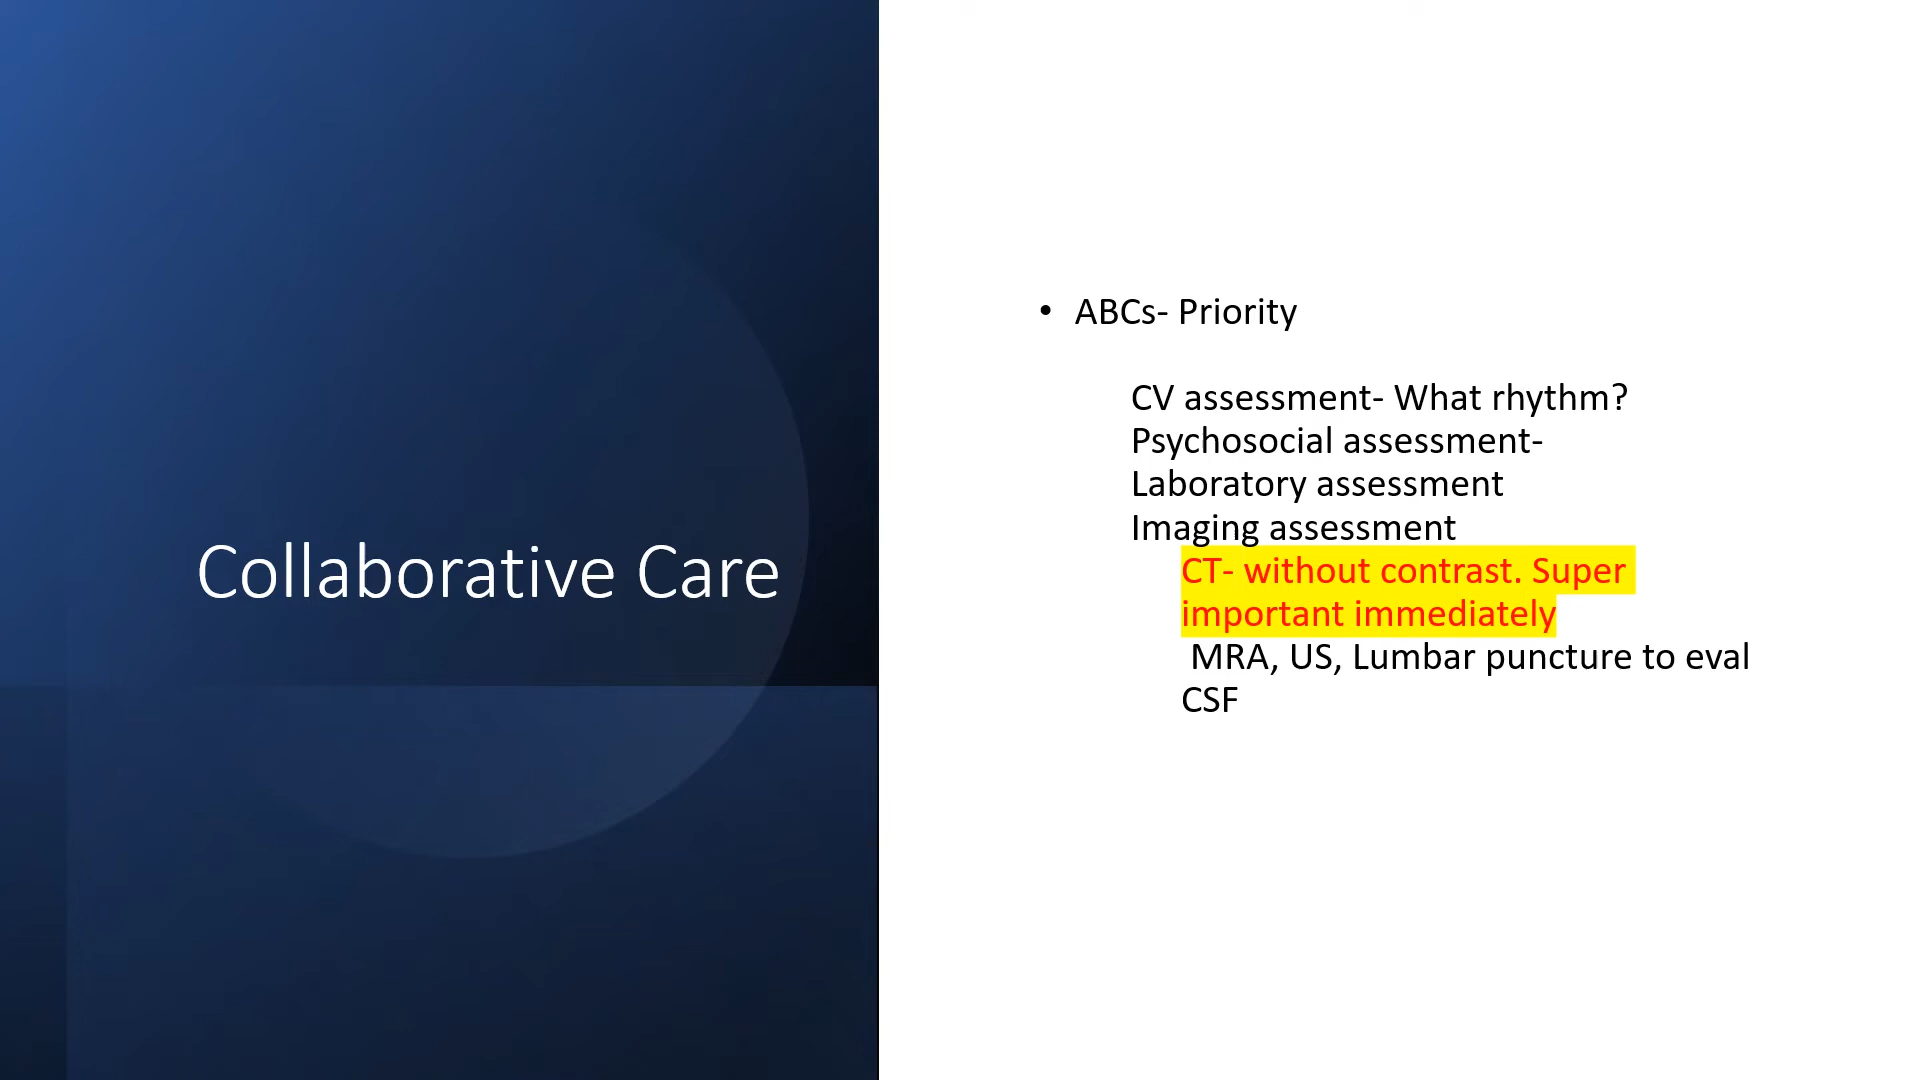 Collaborative Care
• ABCs- Priority
CV assessment- What rhythm?
Psychosocial assessment-
Laboratory assessment
Imaging assessment
CT- without contrast. Super
important immediately
MRA, US, Lumbar puncture to eval
CSF